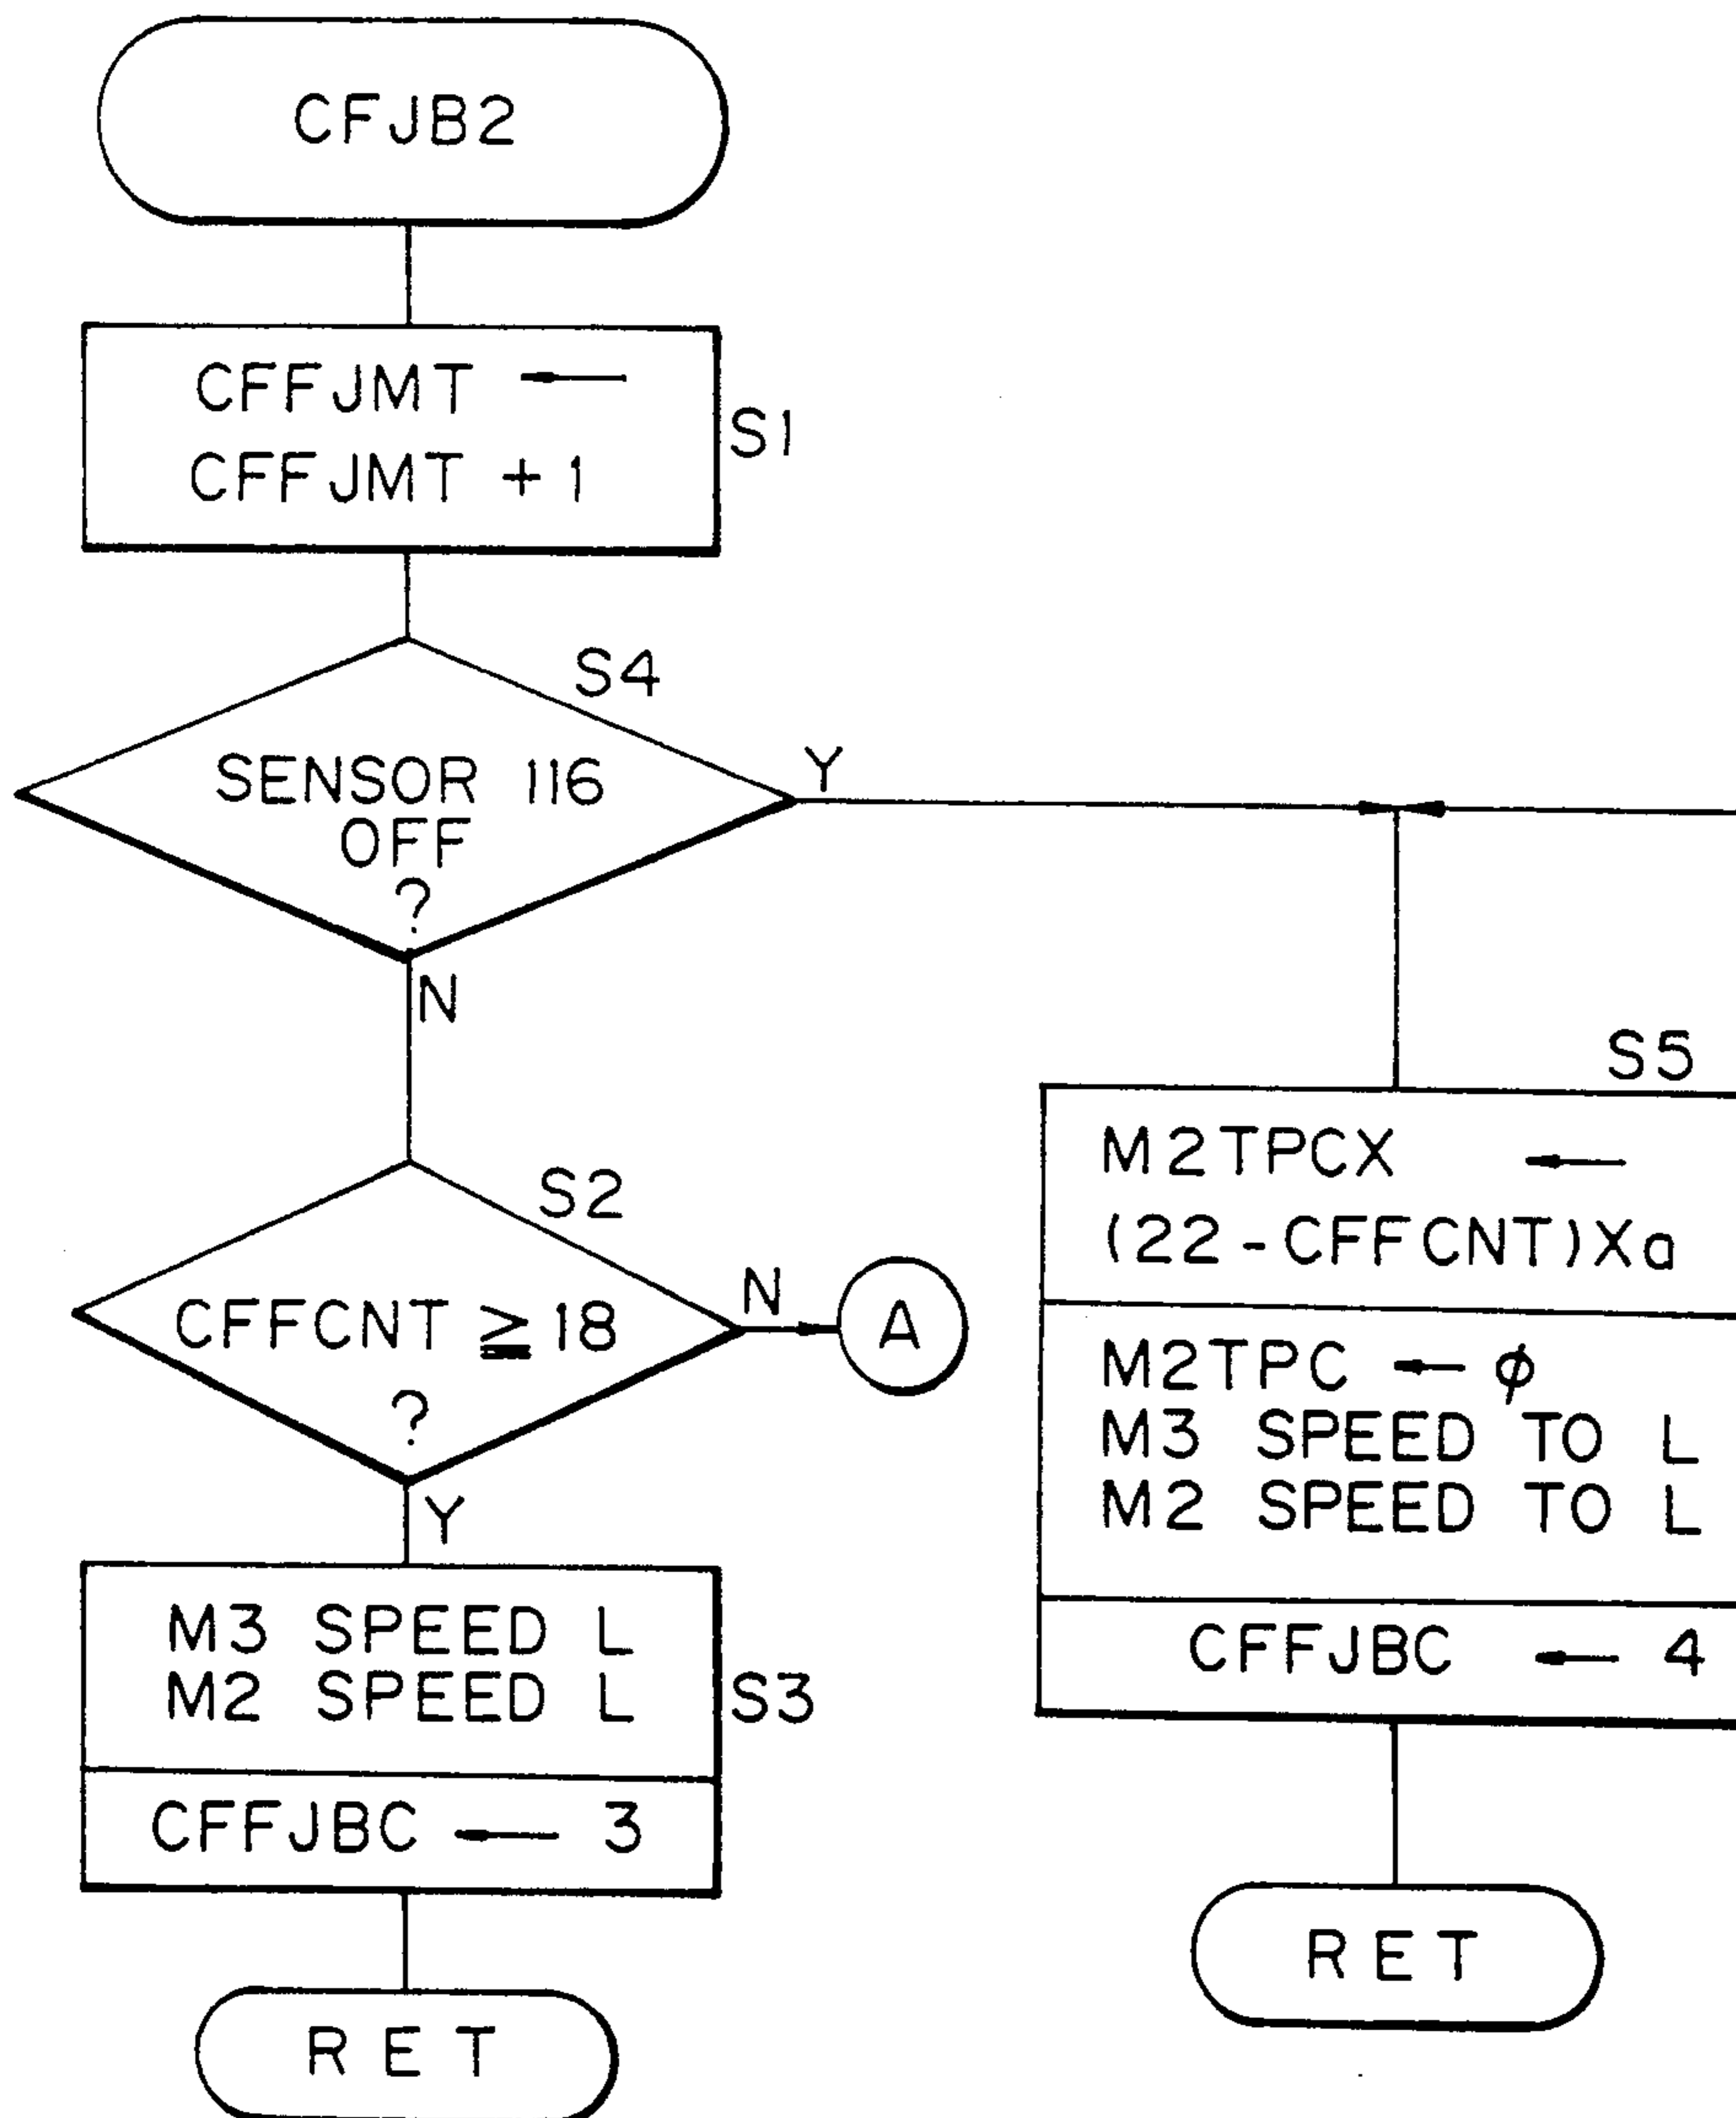 CFJB2
CFFJMT ←
CFFJMT + 1
S1
S4
SENSOR 116
OFF
?
Y
N
S2
CFFCNT ≧ 18
?
N
A
Y
M3 SPEED L
M2 SPEED L
S3
CFFJBC ← 3
RET
S5
M2TPCX ←
(22-CFFCNT)Xa
M2TPC ← φ
M3 SPEED TO L
M2 SPEED TO L
CFFJBC ← 4
RET